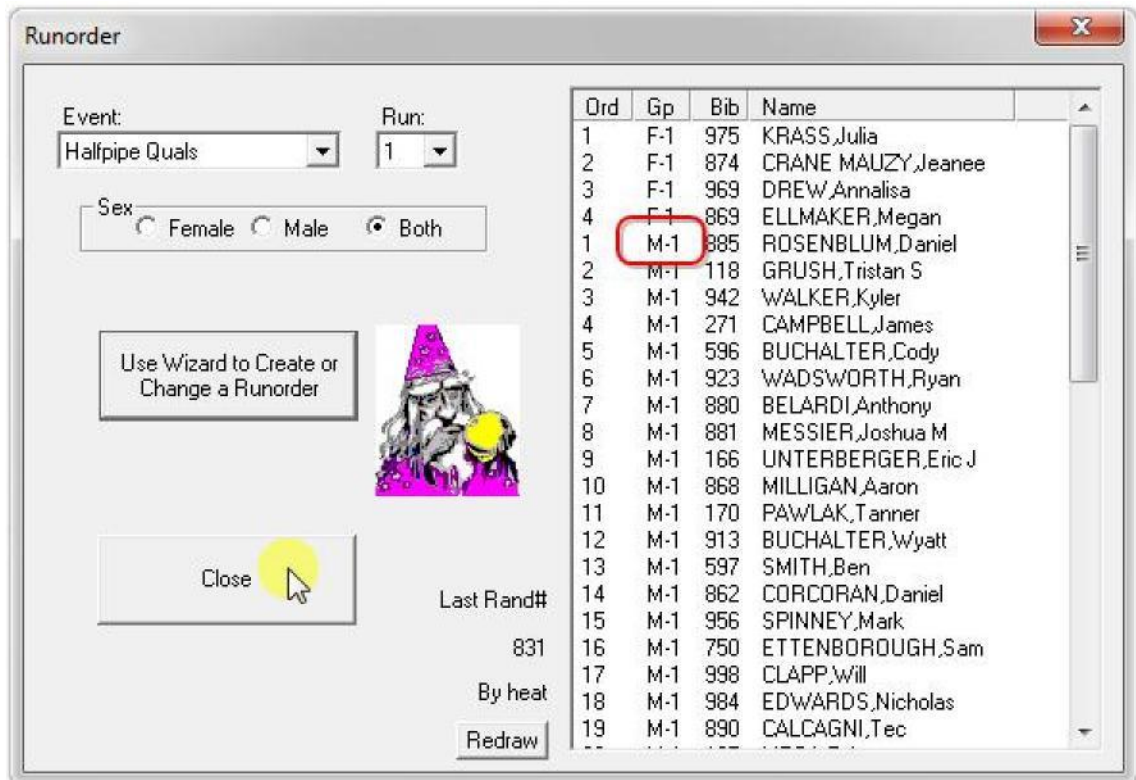 Runorder
Event:
Halfpipe Quals
Run:
1
Sex
Female
Male
Both
Use Wizard to Create or
Change a Runorder
Close
Last Rand#
831
By heat
Redraw
Ord Gp Bib Name
1 F-1 975 KRASS,Julia
2 F-1 874 CRANE MAUZY,Jeanee
3 F-1 969 DREW,Annalisa
4 F-1 869 ELLMAKER,Megan
1 M-1 885 ROSENBLUM,Daniel
2 M-1 118 GRUSH,Tristan S
3 M-1 942 WALKER,Kyler
4 M-1 271 CAMPBELL,James
5 M-1 596 BUCHALTER,Cody
6 M-1 923 WADSWORTH,Ryan
7 M-1 880 BELARDI,Anthony
8 M-1 881 MESSIER,Joshua M
9 M-1 166 UNTERBERGER,Eric J
10 M-1 868 MILLIGAN,Aaron
11 M-1 170 PAWLAK,Tanner
12 M-1 913 BUCHALTER,Wyatt
13 M-1 597 SMITH,Ben
14 M-1 862 CORCORAN,Daniel
15 M-1 956 SPINNEY,Mark
16 M-1 750 ETTENBOROUGH,Sam
17 M-1 998 CLAPP,Will
18 M-1 984 EDWARDS,Nicholas
19 M-1 890 CALCAGNI,Tec